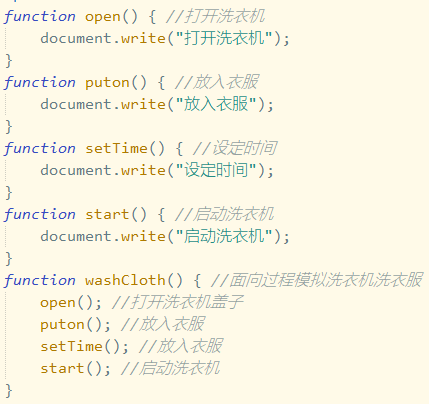 function open() { //打开洗衣机
    document.write("打开洗衣机");
}
function puton() { //放入衣服
    document.write("放入衣服");
}
function setTime() { //设定时间
    document.write("设定时间");
}
function start() { //启动洗衣机
    document.write("启动洗衣机");
}
function washCloth() { //面向过程模拟洗衣机洗衣服
    open(); //打开洗衣机盖子
    puton(); //放入衣服
    setTime(); //放入衣服
    start(); //启动洗衣机
}